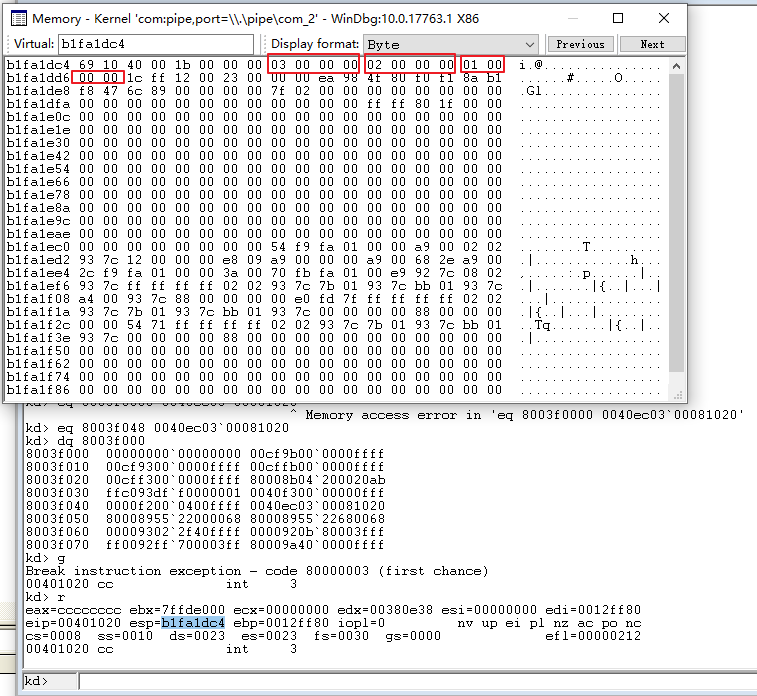 Memory - Kernel 'com:pipe,port=\\.\pipe\com_2' - WinDbg:10.0.17763.1 X86
Virtual: b1fa1dc4 Display format: Byte Previous Next
b1fa1dc4 69 10 40 00 1b 00 00 00 03 00 00 00 02 00 00 00 01 00 i.@...............
b1fa1dd6 00 00 1c ff 12 00 23 00 00 00 ea 98 4f 80 f0 f1 8a b1 ......#.....O.....
b1fa1de8 f8 47 6c 89 00 00 00 00 7f 02 00 00 00 00 00 00 00 00 .Gl...............
b1fa1dfa 00 00 00 00 00 00 00 00 00 00 ff ff 80 1f 00 00 00 00 ..................
b1fa1e0c 00 00 00 00 00 00 00 00 00 00 00 00 00 00 00 00 00 00 ..................
b1fa1e1e 00 00 00 00 00 00 00 00 00 00 00 00 00 00 00 00 00 00 ..................
b1fa1e30 00 00 00 00 00 00 00 00 00 00 00 00 00 00 00 00 00 00 ..................
b1fa1e42 00 00 00 00 00 00 00 00 00 00 00 00 00 00 00 00 00 00 ..................
b1fa1e54 00 00 00 00 00 00 00 00 00 00 00 00 00 00 00 00 00 00 ..................
b1fa1e66 00 00 00 00 00 00 00 00 00 00 00 00 00 00 00 00 00 00 ..................
b1fa1e78 00 00 00 00 00 00 00 00 00 00 00 00 00 00 00 00 00 00 ..................
b1fa1e8a 00 00 00 00 00 00 00 00 00 00 00 00 00 00 00 00 00 00 ..................
b1fa1e9c 00 00 00 00 00 00 00 00 00 00 00 00 00 00 00 00 00 00 ..................
b1fa1eae 00 00 00 00 00 00 00 00 00 00 00 00 00 00 00 00 00 00 ..................
b1fa1ec0 00 00 00 00 00 00 00 00 54 f9 fa 01 00 00 a9 00 02 02 ........T.........
b1fa1ed2 93 7c 12 00 00 00 e8 09 a9 00 00 00 a9 00 68 2e a9 00 .|............h...
b1fa1ee4 2c f9 fa 01 00 00 3a 00 70 fb fa 01 00 e9 92 7c 08 02 ,.....:.p......|..
b1fa1ef6 93 7c ff ff ff ff 02 02 93 7c 7b 01 93 7c bb 01 93 7c .|.......|{..|...|
b1fa1f08 a4 00 93 7c 88 00 00 00 00 e0 fd 7f ff ff ff ff 02 02 ...|..............
b1fa1f1a 93 7c 7b 01 93 7c bb 01 93 7c 00 00 00 00 88 00 00 00 .|{..|...|........
b1fa1f2c 00 00 54 71 ff ff ff ff 02 02 93 7c 7b 01 93 7c bb 01 ..Tq.......|{..|..
b1fa1f3e 93 7c 00 00 00 00 88 00 00 00 00 00 00 00 00 00 00 00 .|................
b1fa1f50 00 00 00 00 00 00 00 00 00 00 00 00 00 00 00 00 00 00 ..................
b1fa1f62 00 00 00 00 00 00 00 00 00 00 00 00 00 00 00 00 00 00 ..................
b1fa1f74 00 00 00 00 00 00 00 00 00 00 00 00 00 00 00 00 00 00 ..................
b1fa1f86 00 00 00 00 00 00 00 00 00 00 00 00 00 00 00 00 00 00 ..................
kd> eq 8003f0000 0040ec03`00081020
^ Memory access error in 'eq 8003f0000 0040ec03`00081020'
kd> eq 8003f048 0040ec03`00081020
kd> dq 8003f000
8003f000 00000000`00000000 00cf9b00`0000ffff
8003f010 00cf9300`0000ffff 00cffb00`0000ffff
8003f020 00cff300`0000ffff 80008b04`200020ab
8003f030 ffc093df`f0000001 0040f300`00000fff
8003f040 0000f200`0400ffff 0040ec03`00081020
8003f050 80008955`22000068 80008955`22680068
8003f060 00009302`2f40ffff 0000920b`80003fff
8003f070 ff0092ff`700003ff 80009a40`0000ffff
kd> g
Break instruction exception - code 80000003 (first chance)
00401020 cc int 3
kd> r
eax=cccccccc ebx=7ffde000 ecx=00000000 edx=00380e38 esi=00000000 edi=0012ff80
eip=00401020 esp=b1fa1dc4 ebp=0012ff80 iopl=0 nv up ei pl nz ac po nc
cs=0008 ss=0010 ds=0023 es=0023 fs=0030 gs=0000 efl=00000212
00401020 cc int 3
kd>